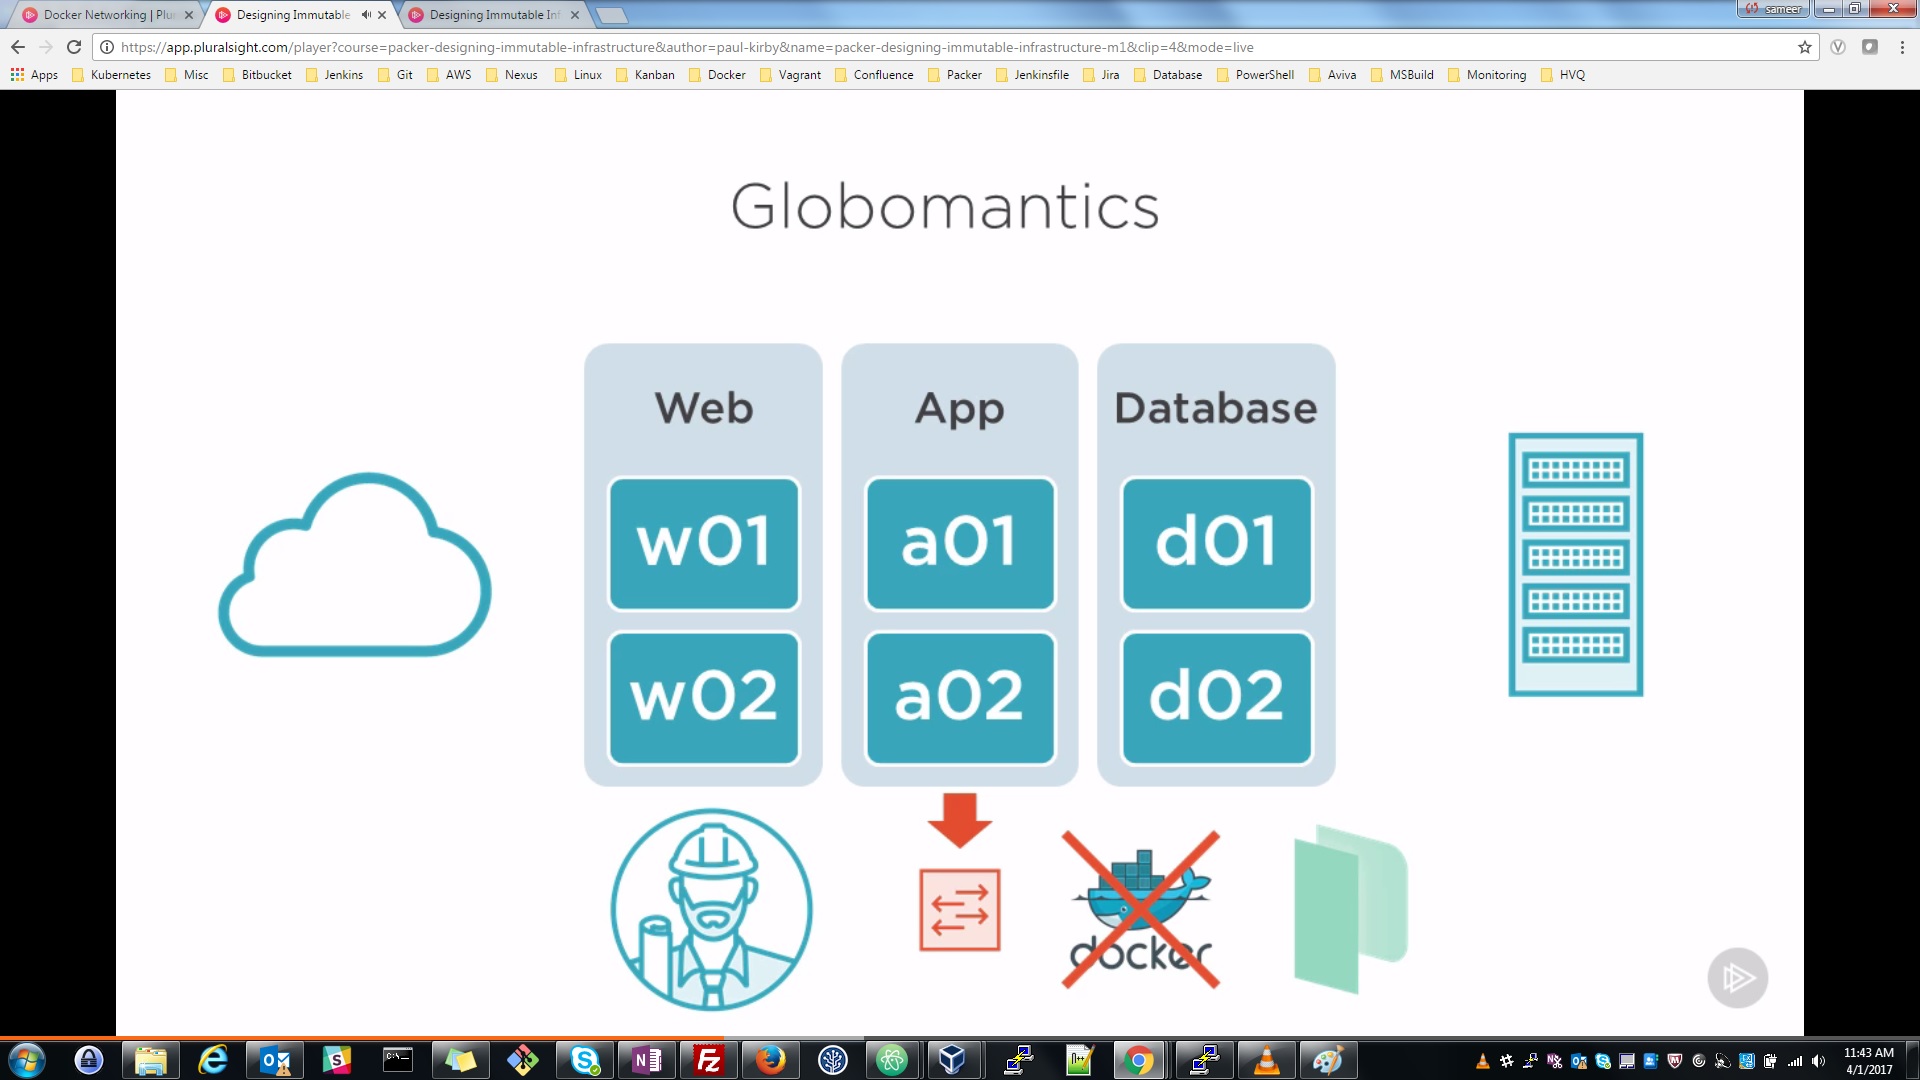 Docker Networking | Plu
Designing Immutable
Designing Immutable Inf
sameer
https://app.pluralsight.com/player?course=packer-designing-immutable-infrastructure&author=paul-kirby&name=packer-designing-immutable-infrastructure-m1&clip=4&mode=live
Apps Kubernetes Misc Bitbucket Jenkins Git AWS Nexus Linux Kanban Docker Vagrant Confluence Packer Jenkinsfile Jira Database PowerShell Aviva MSBuild Monitoring HVQ
Globomantics
Web App Database
w01 a01 d01
w02 a02 d02
docker
11:43 AM
4/1/2017